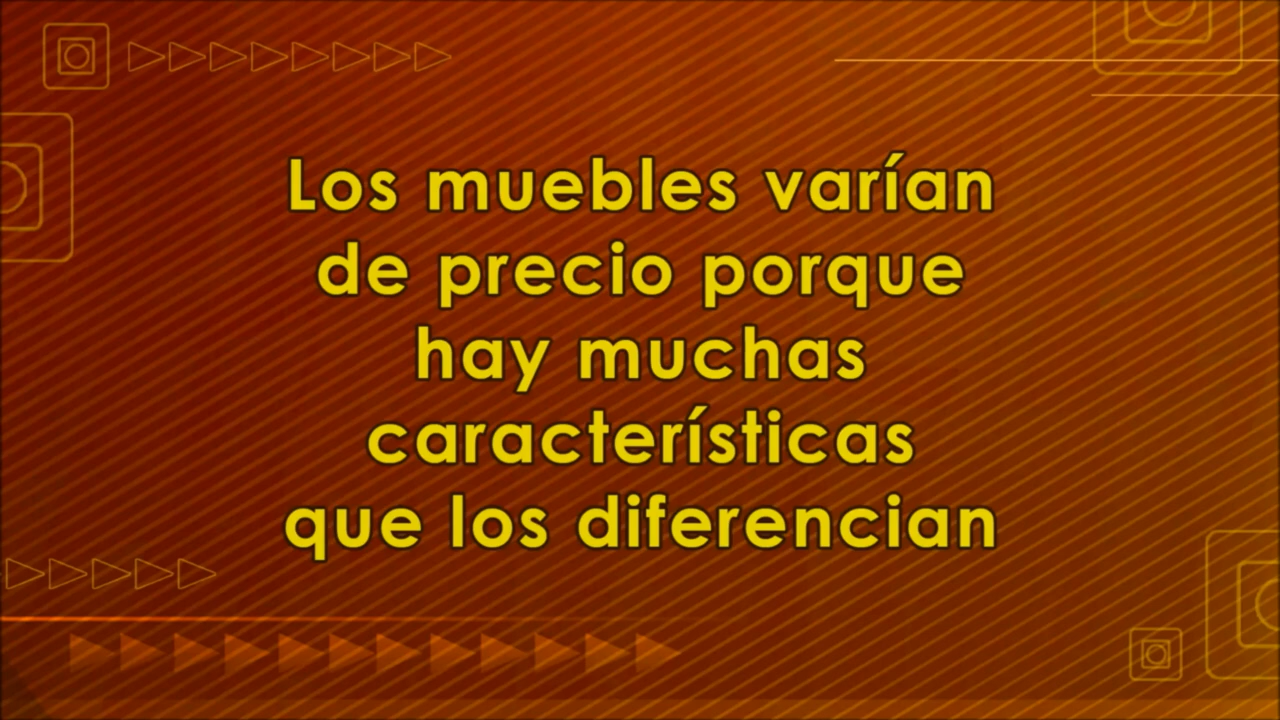 Los muebles varían
de precio porque
hay muchas
características
que los diferencian